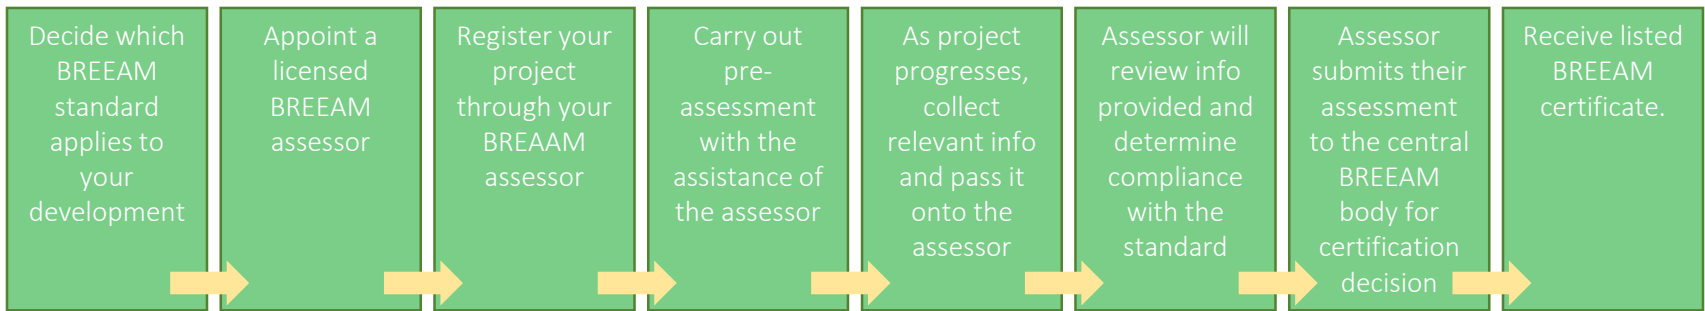 Decide which
BREEAM
standard
applies to
your
development
Appoint a
licensed
BREEAM
assessor
Register your
project
through your
BREAAM
assessor
Carry out
pre-
assessment
with the
assistance of
the assessor
As project
progresses,
collect
relevant info
and pass it
onto the
assessor
Assessor will
review info
provided and
determine
compliance
with the
standard
Assessor
submits their
assessment
to the central
BREEAM
body for
certification
decision
Receive listed
BREEAM
certificate.